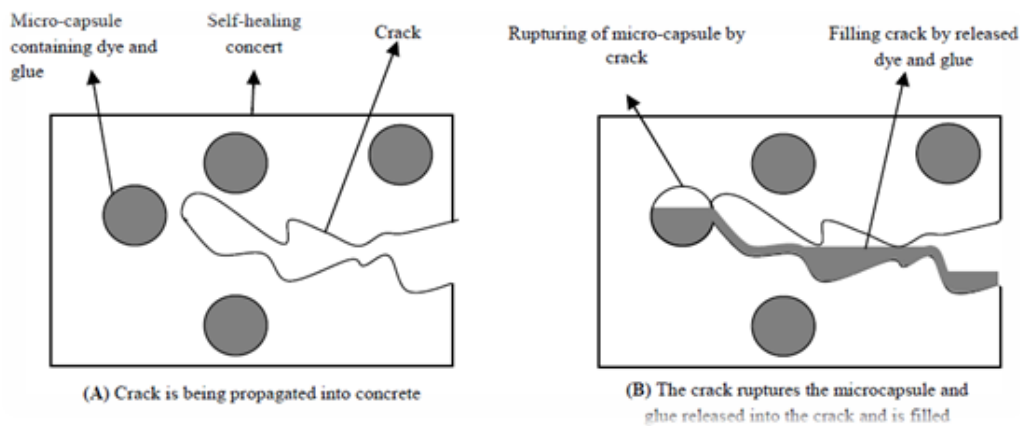 Micro-capsule
containing dye and
glue
Self-healing
concert
Crack
Rupturing of micro-capsule by
crack
Filling crack by released
dye and glue
(A) Crack is being propagated into concrete
(B) The crack ruptures the microcapsule and
glue released into the crack and is filled